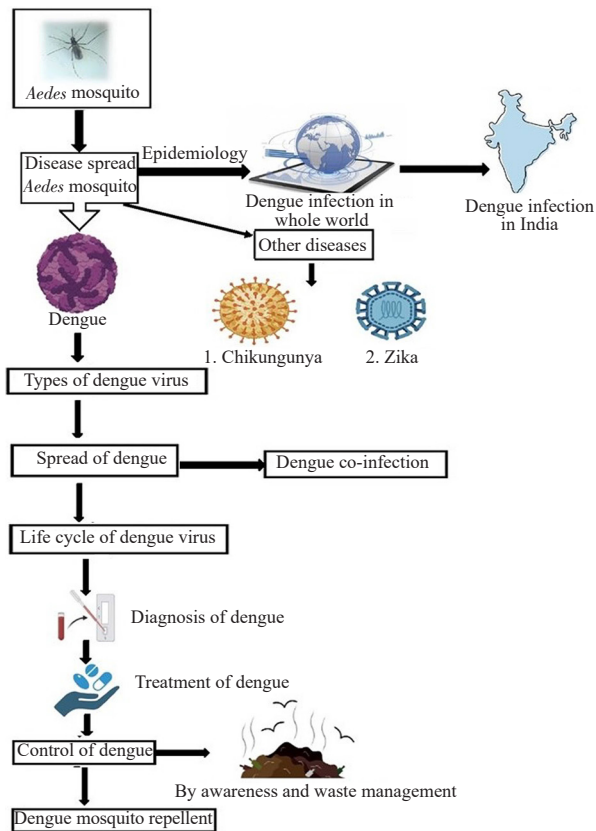 Aedes mosquito
Disease spread
Aedes mosquito
Epidemiology
Dengue infection in
whole world
Dengue infection
in India
Other diseases
Dengue
1. Chikungunya
2. Zika
Types of dengue virus
Spread of dengue
Dengue co-infection
Life cycle of dengue virus
Diagnosis of dengue
Treatment of dengue
Control of dengue
By awareness and waste management
Dengue mosquito repellent